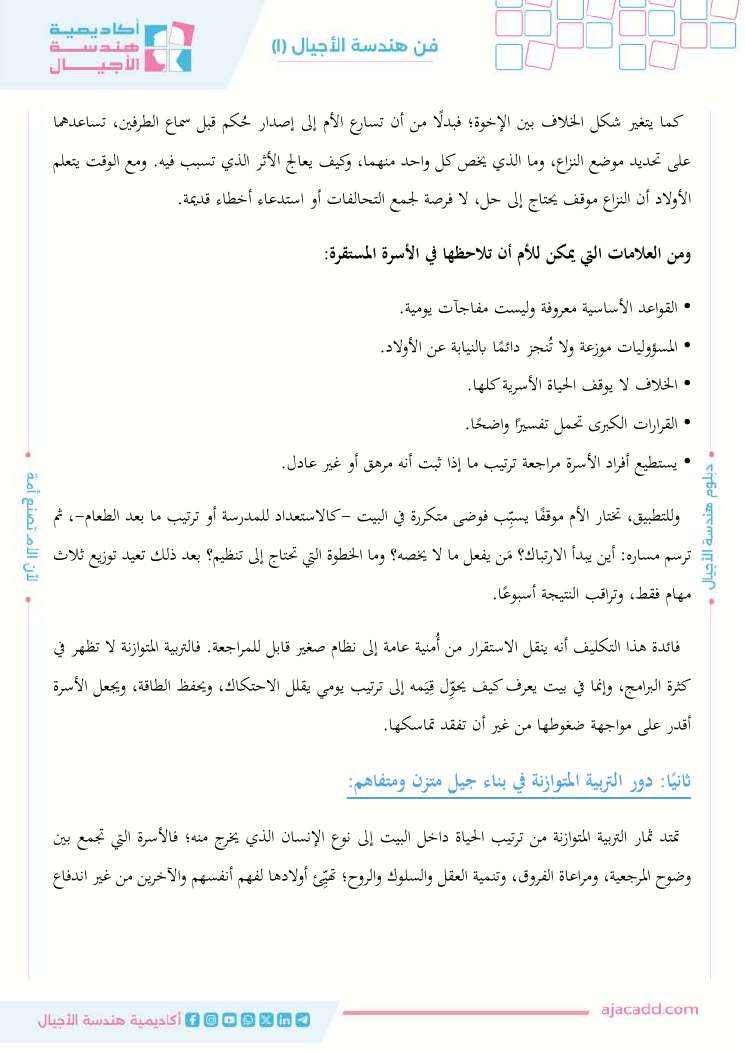 أكاديمية
هندسة
الأجيال
فن هندسة الأجيال (١)
كما يتغير شكل الخلاف بين الإخوة؛ فبدلًا من أن تسارع الأم إلى إصدار حُكم قبل سماع الطرفين، تساعدهما
على تحديد موضع النزاع، وما الذي يخص كل واحد منهما، وكيف يعالج الأثر الذي تسبب فيه. ومع الوقت يتعلم
الأولاد أن النزاع موقف يحتاج إلى حل، لا فرصة لجمع التحالفات أو استدعاء أخطاء قديمة.
ومن العلامات التي يمكن للأم أن تلاحظها في الأسرة المستقرة:
• القواعد الأساسية معروفة وليست مفاجآت يومية.
• المسؤوليات موزعة ولا تُنجز دائمًا بالنيابة عن الأولاد.
• الخلاف لا يوقف الحياة الأسرية كلها.
• القرارات الكبرى تحمل تفسيرًا واضحًا.
• يستطيع أفراد الأسرة مراجعة ترتيب ما إذا ثبت أنه مرهق أو غير عادل.
وللتطبيق، تختار الأم موقفًا يسبِّب فوضى متكررة في البيت –كالاستعداد للمدرسة أو ترتيب ما بعد الطعام–، ثم
ترسم مساره: أين يبدأ الارتباك؟ مَن يفعل ما لا يخصه؟ وما الخطوة التي تحتاج إلى تنظيم؟ بعد ذلك تعيد توزيع ثلاث
مهام فقط، وتراقب النتيجة أسبوعًا.
فائدة هذا التكليف أنه ينقل الاستقرار من أُمنية عامة إلى نظام صغير قابل للمراجعة. فالتربية المتوازنة لا تظهر في
كثرة البرامج، وإنما في بيت يعرف كيف يحوِّل قِيَمه إلى ترتيب يومي يقلل الاحتكاك، ويحفظ الطاقة، ويجعل الأسرة
أقدر على مواجهة ضغوطها من غير أن تفقد تماسكها.
ثانيًا: دور التربية المتوازنة في بناء جيل متزن ومتفاهم:
تمتد ثمار التربية المتوازنة من ترتيب الحياة داخل البيت إلى نوع الإنسان الذي يخرج منه؛ فالأسرة التي تجمع بين
وضوح المرجعية، ومراعاة الفروق، وتنمية العقل والسلوك والروح؛ تهيِّئ أولادها لفهم أنفسهم والآخرين من غير اندفاع
دبلوم هندسة الأجيال
لأن الأم تصنع أمة
ajacadd.com
أكاديمية هندسة الأجيال